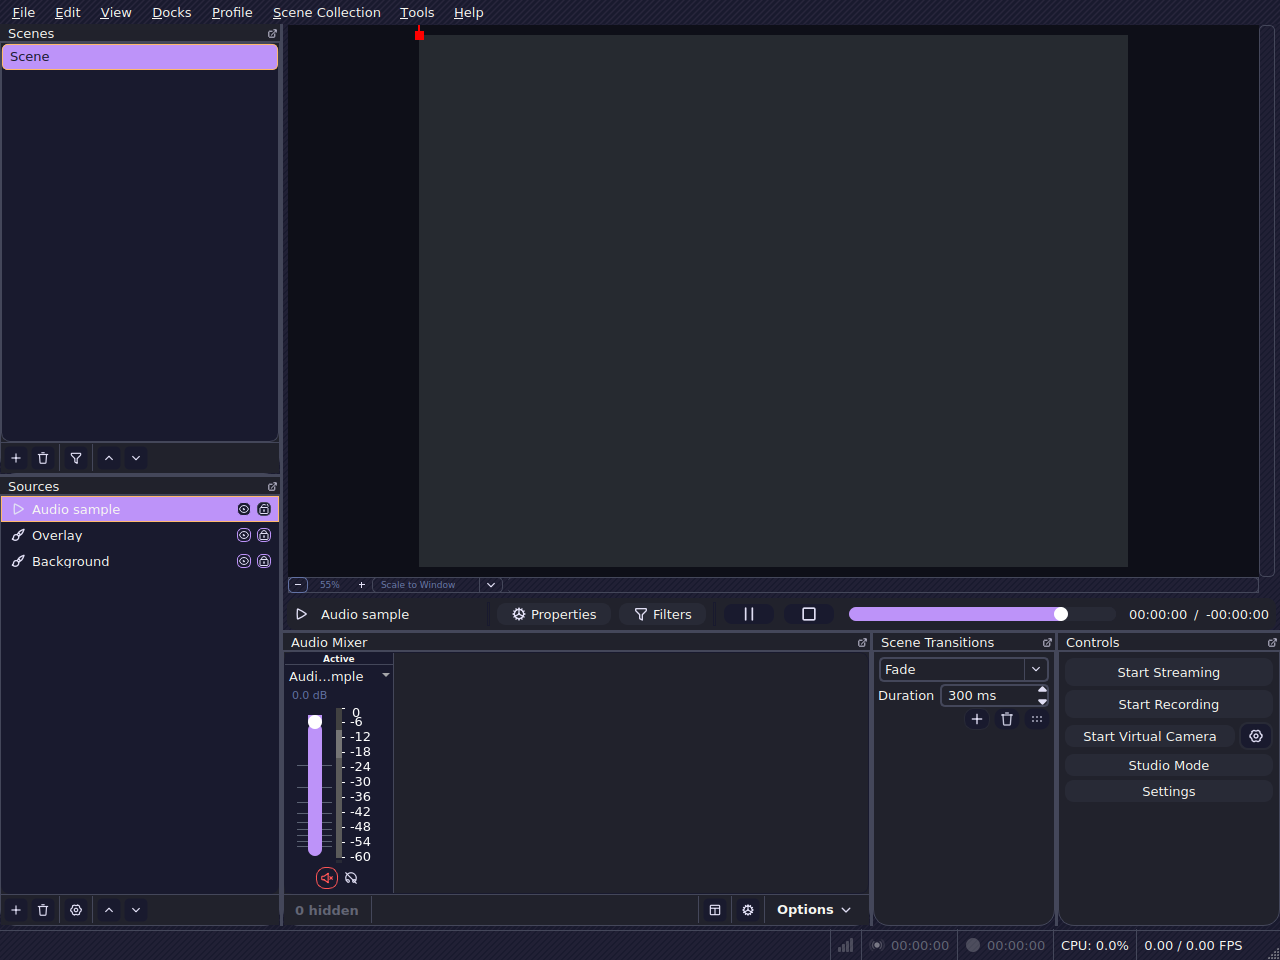 File Edit View Docks Profile Scene Collection Tools Help
Scenes
Scene
Sources
Audio sample
Overlay
Background
55% Scale to Window
Audio sample Properties Filters 00:00:00 / -00:00:00
Audio Mixer
Active
Audi...mple
0.0 dB
0
-6
-12
-18
-24
-30
-36
-42
-48
-54
-60
0 hidden Options
Scene Transitions
Fade
Duration 300 ms
Controls
Start Streaming
Start Recording
Start Virtual Camera
Studio Mode
Settings
00:00:00 00:00:00 CPU: 0.0% 0.00 / 0.00 FPS